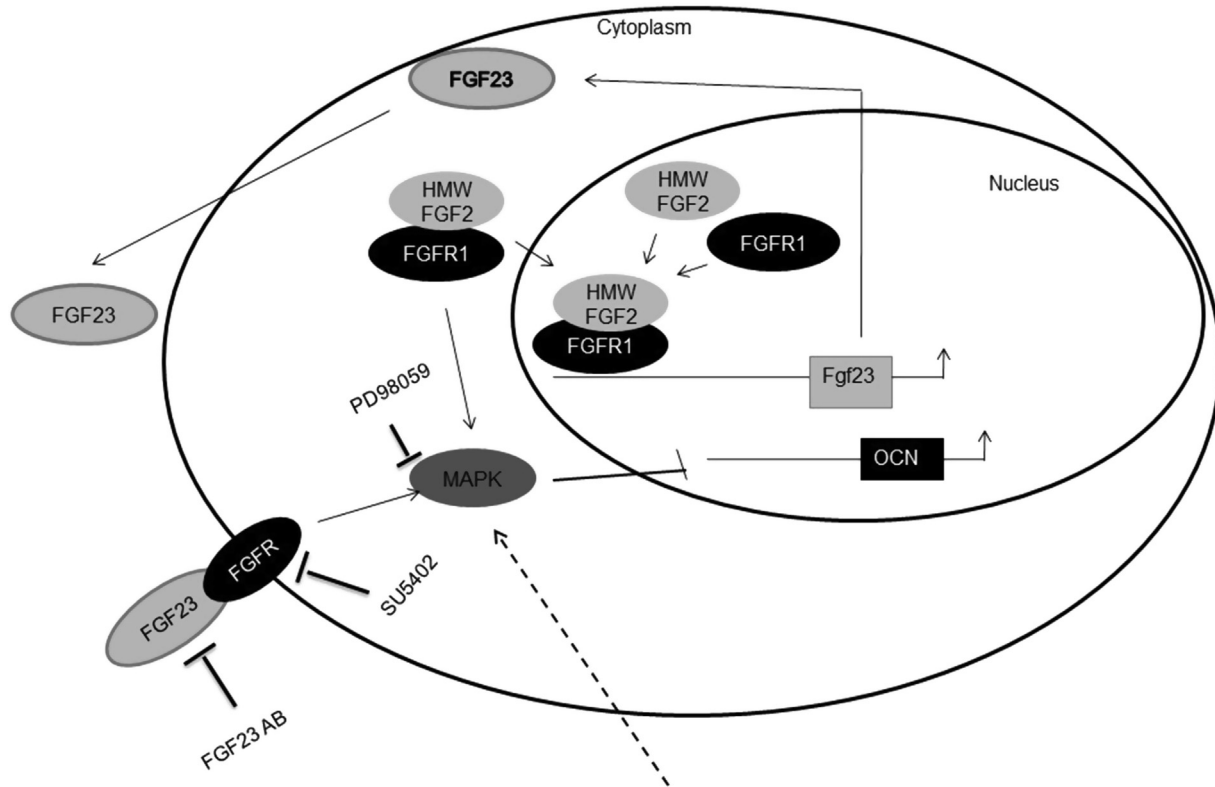 Cytoplasm
FGF23
Nucleus
HMW
FGF2
FGFR1
HMW
FGF2
FGFR1
HMW
FGF2
FGFR1
FGF23
Fgf23
PD98059
OCN
MAPK
FGFR
FGF23
SU5402
FGF23 AB